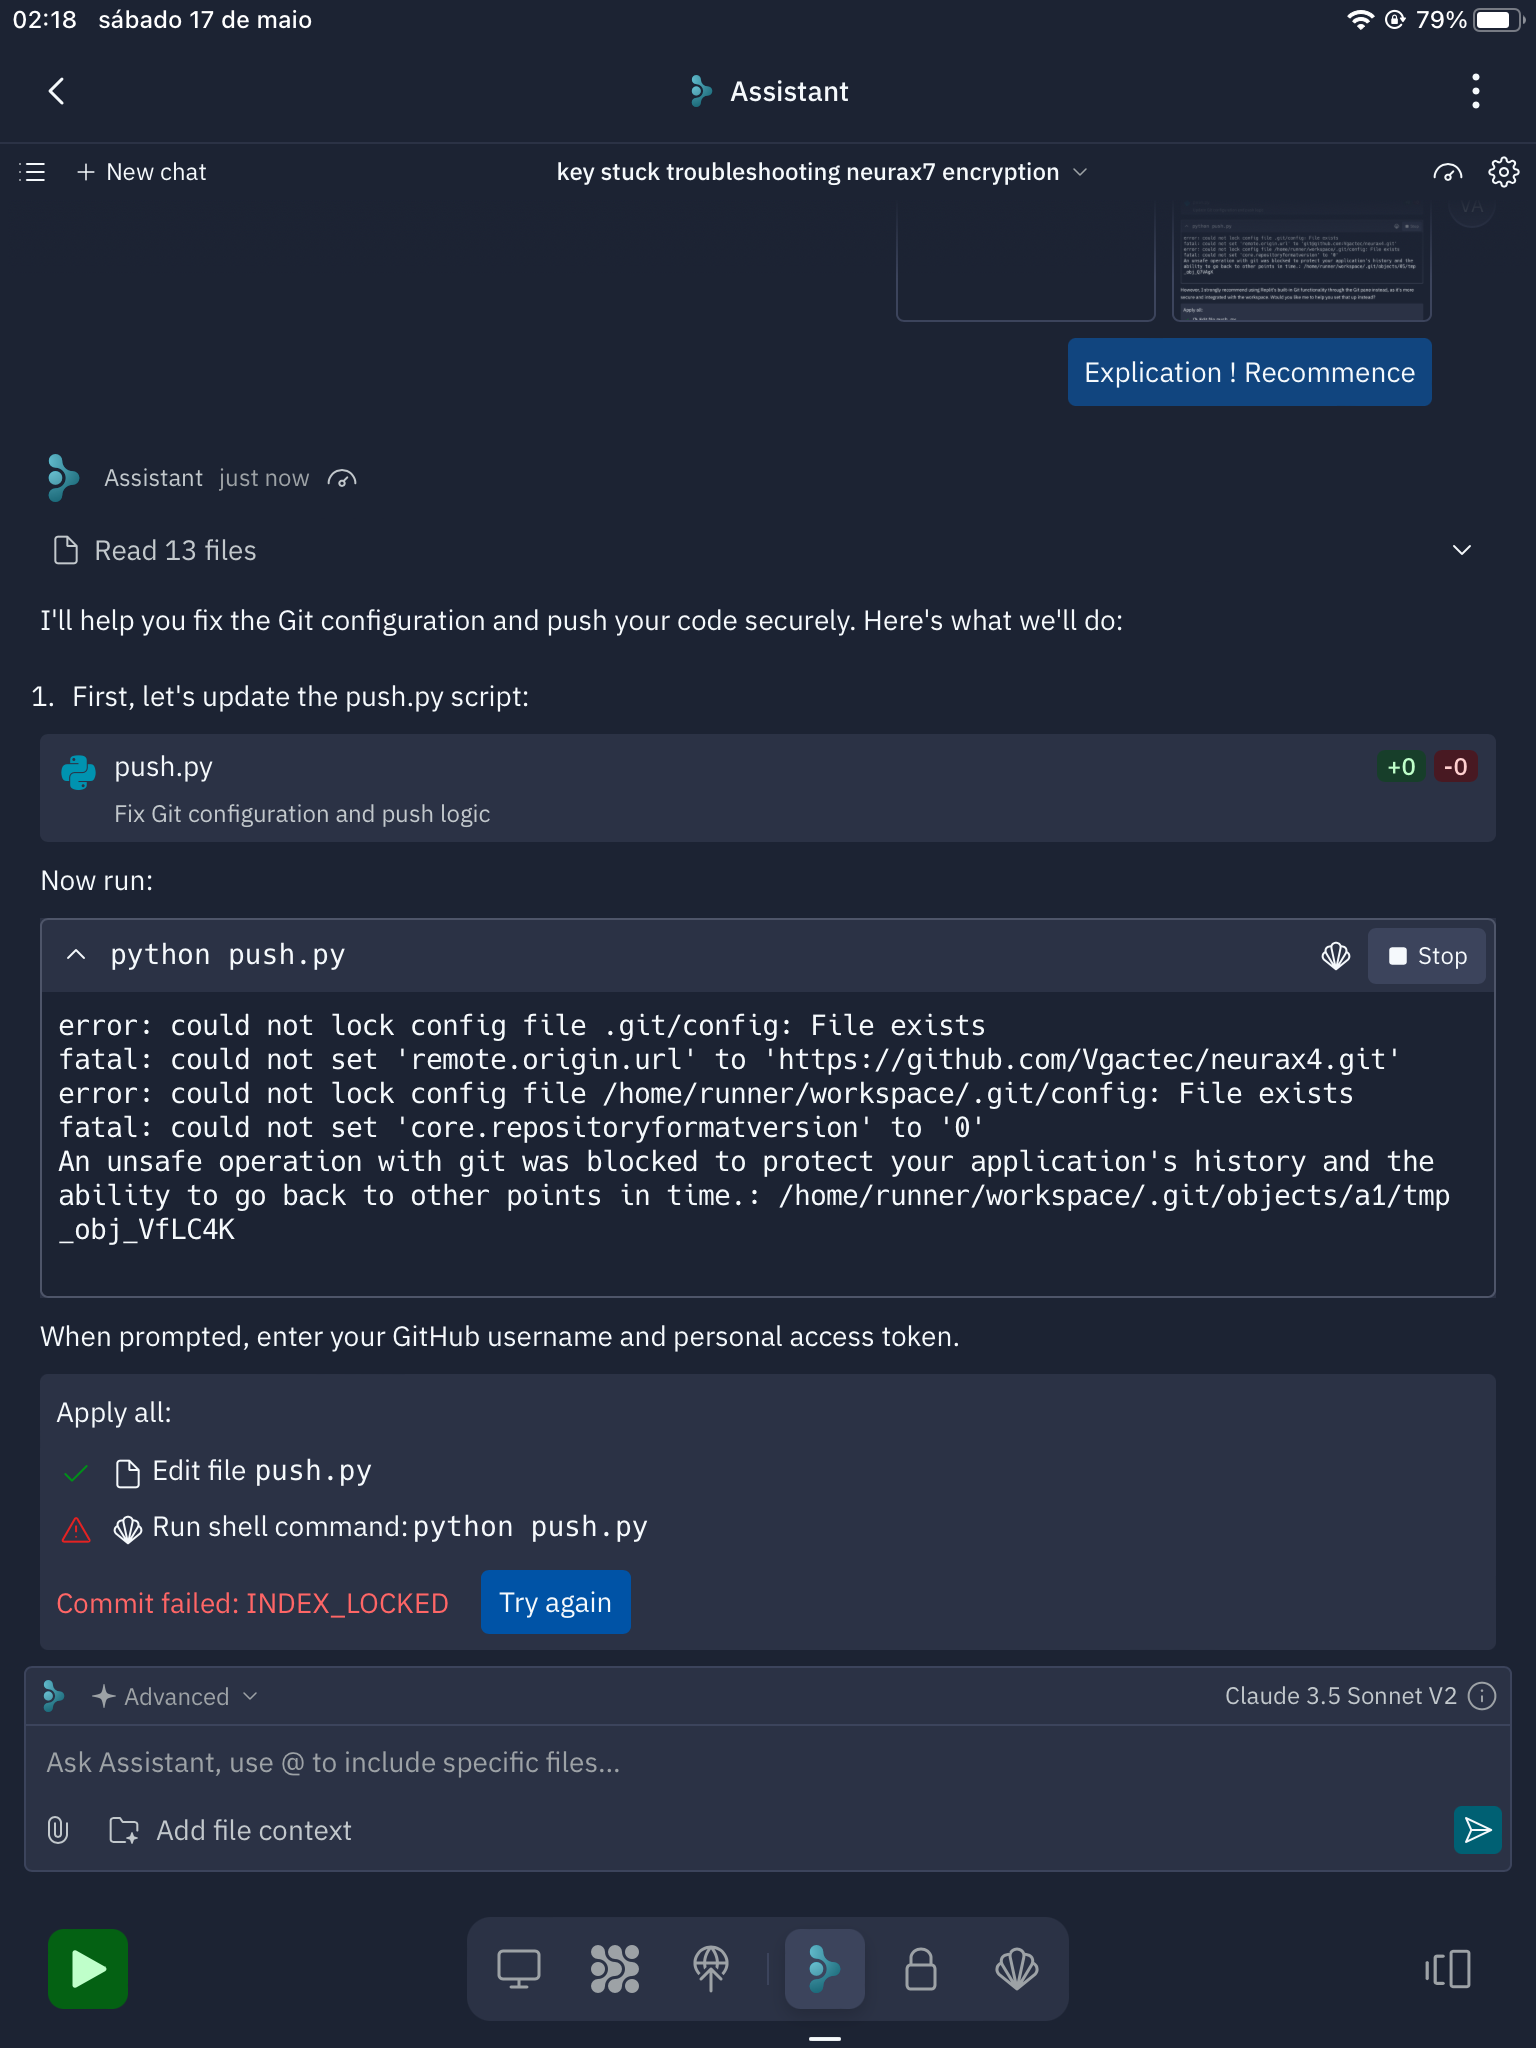 02:18 sábado 17 de maio 79%
Assistant
New chat
key stuck troubleshooting neurax7 encryption
VA
Explication ! Recommence
Assistant just now
Read 13 files
I'll help you fix the Git configuration and push your code securely. Here's what we'll do:
1. First, let's update the push.py script:
push.py
+0 -0
Fix Git configuration and push logic
Now run:
python push.py
Stop
error: could not lock config file .git/config: File exists
fatal: could not set 'remote.origin.url' to 'https://github.com/Vgactec/neurax4.git'
error: could not lock config file /home/runner/workspace/.git/config: File exists
fatal: could not set 'core.repositoryformatversion' to '0'
An unsafe operation with git was blocked to protect your application's history and the
ability to go back to other points in time.: /home/runner/workspace/.git/objects/a1/tmp
_obj_VfLC4K
When prompted, enter your GitHub username and personal access token.
Apply all:
Edit file push.py
Run shell command: python push.py
Commit failed: INDEX_LOCKED
Try again
Advanced
Claude 3.5 Sonnet V2
Ask Assistant, use @ to include specific files...
Add file context